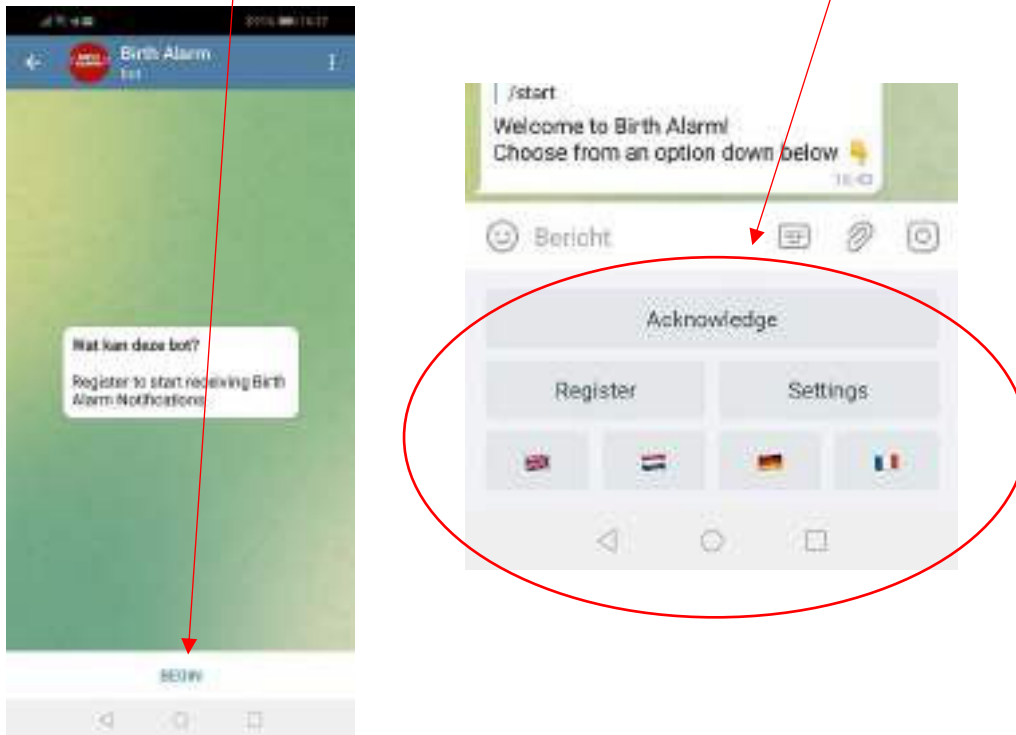 Birth Alarm
bot
Wat kan deze bot?
Register to start receiving Birth
Alarm Notifications
BEGIN
/start
Welcome to Birth Alarm!
Choose from an option down below 👇
Bericht
Acknowledge
Register
Settings